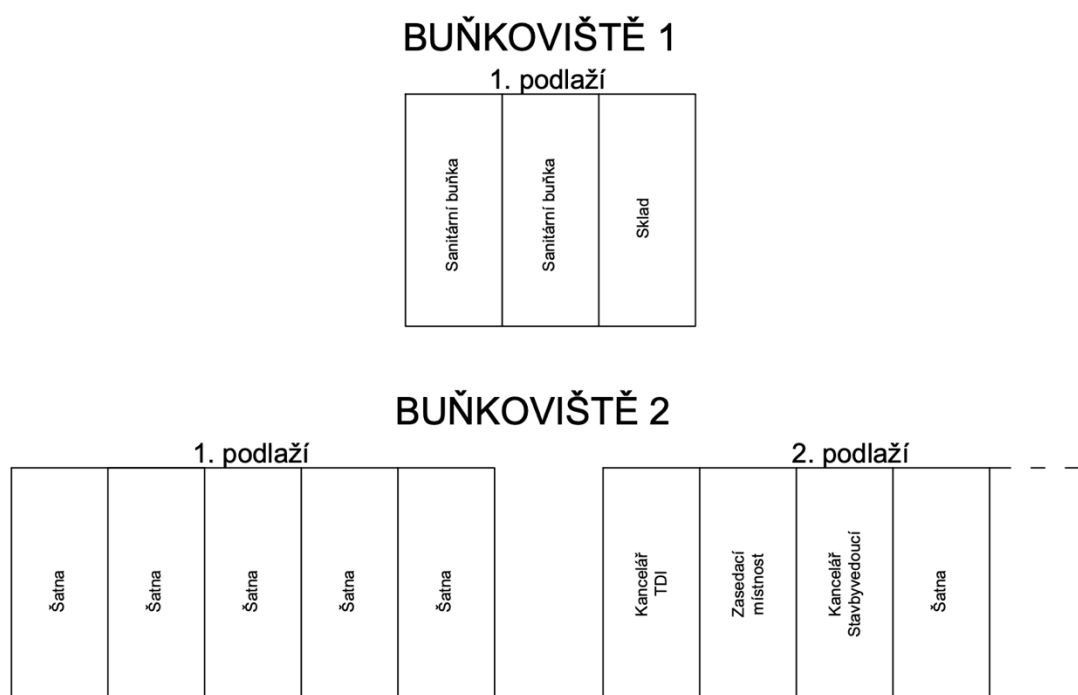 BUŇKOVIŠTĚ 1
1. podlaží
Sanitární buňka
Sanitární buňka
Sklad
BUŇKOVIŠTĚ 2
1. podlaží
Šatna
Šatna
Šatna
Šatna
Šatna
2. podlaží
Kancelář
TDI
Zasedací
místnost
Kancelář
Stavbyvedoucí
Šatna